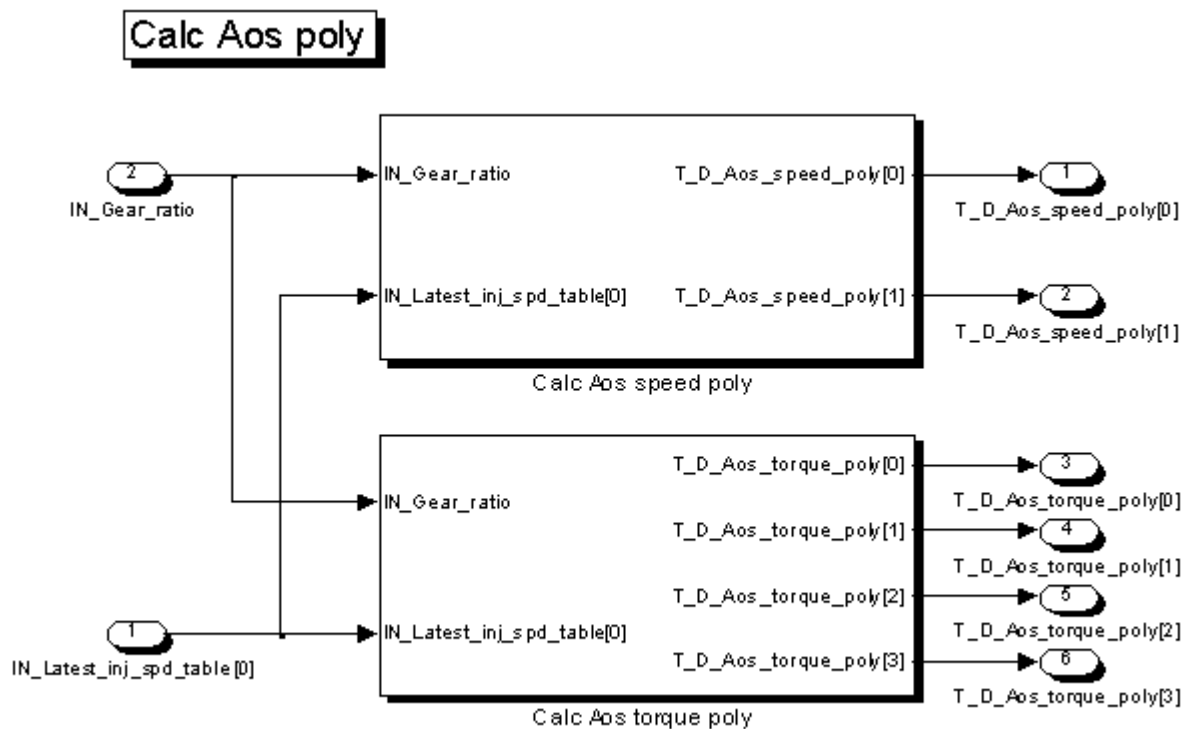 Calc Aos poly
2
IN_Gear_ratio
IN_Gear_ratio
T_D_Aos_speed_poly[0]
1
T_D_Aos_speed_poly[0]
IN_Latest_inj_spd_table[0]
T_D_Aos_speed_poly[1]
2
T_D_Aos_speed_poly[1]
Calc Aos speed poly
IN_Gear_ratio
T_D_Aos_torque_poly[0]
3
T_D_Aos_torque_poly[0]
T_D_Aos_torque_poly[1]
4
T_D_Aos_torque_poly[1]
T_D_Aos_torque_poly[2]
5
T_D_Aos_torque_poly[2]
1
IN_Latest_inj_spd_table[0]
IN_Latest_inj_spd_table[0]
T_D_Aos_torque_poly[3]
6
T_D_Aos_torque_poly[3]
Calc Aos torque poly